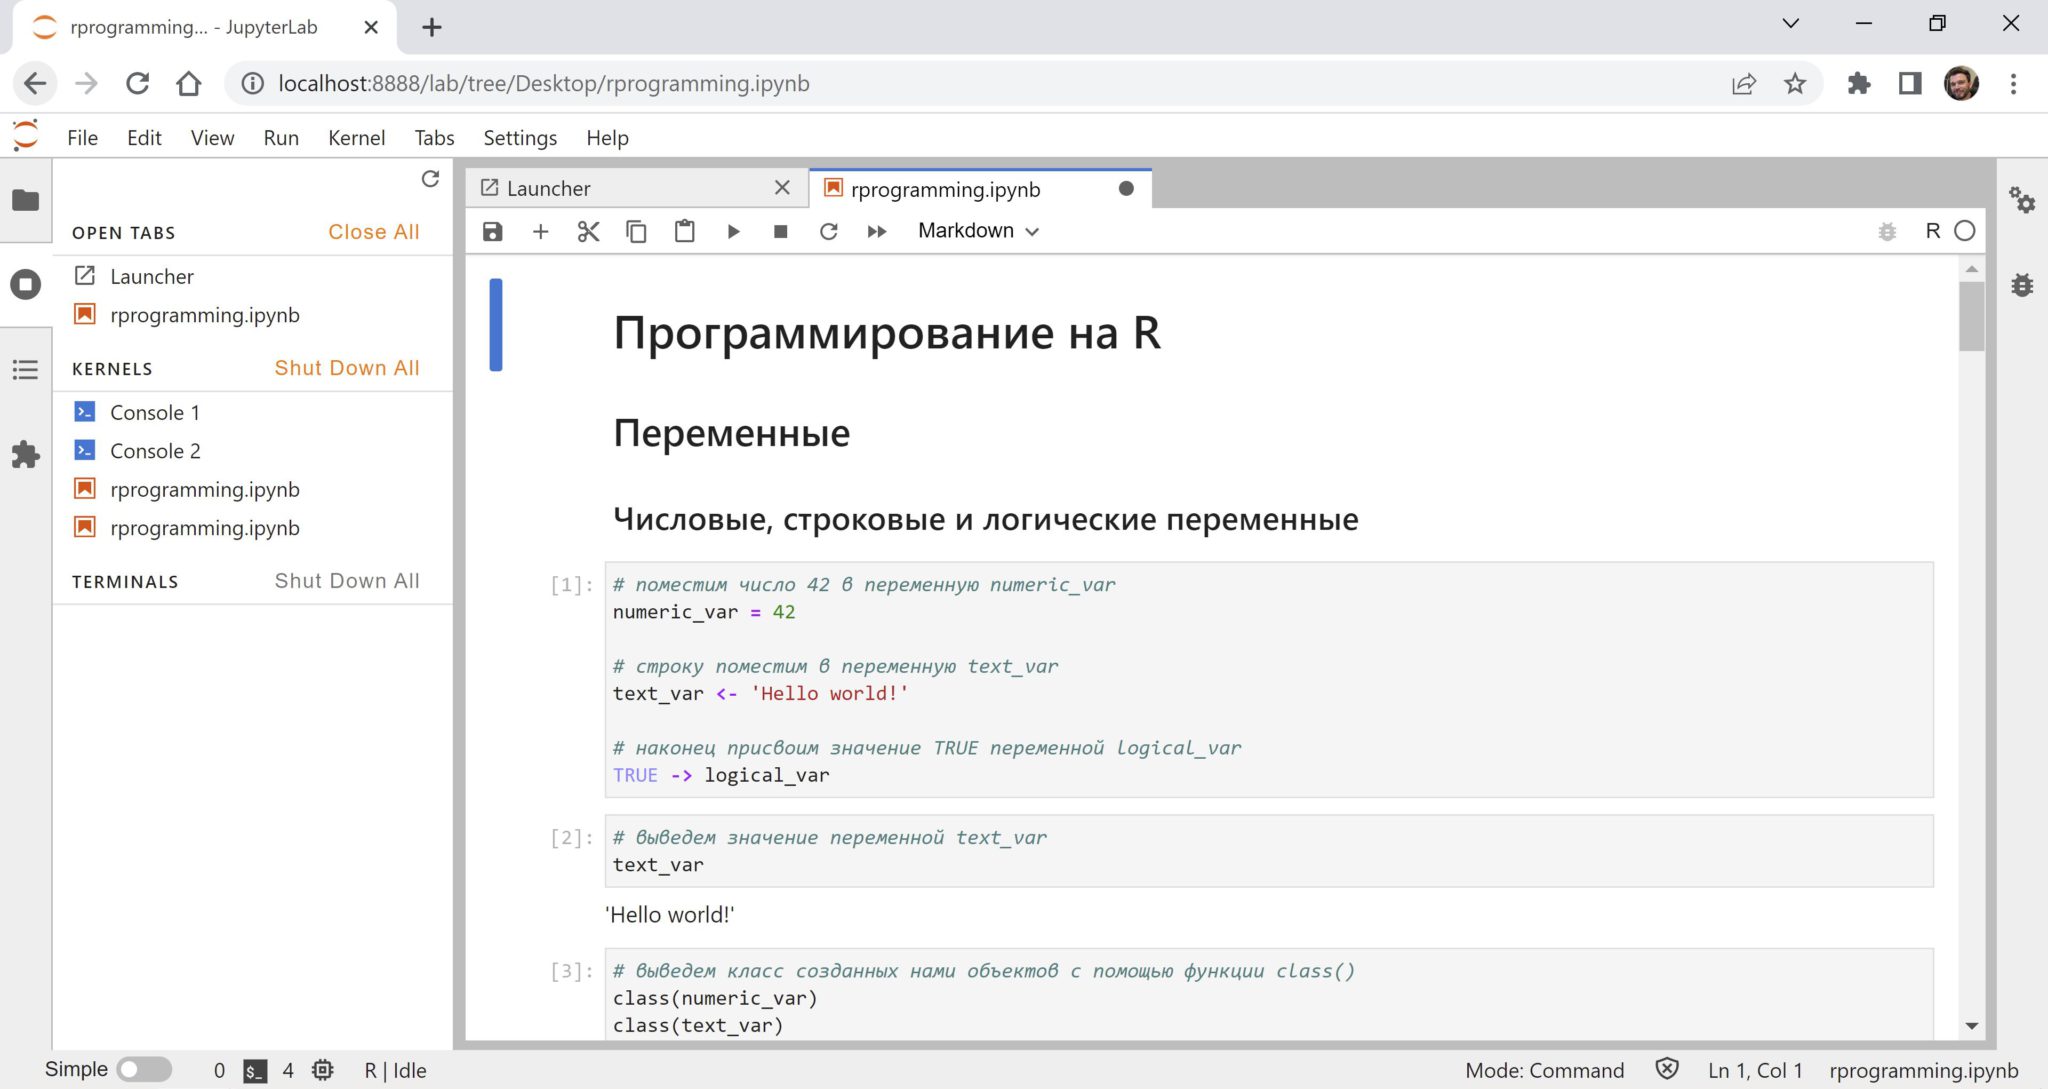 rprogramming... - JupyterLab
localhost:8888/lab/tree/Desktop/rprogramming.ipynb
File Edit View Run Kernel Tabs Settings Help
OPEN TABS Close All
Launcher
rprogramming.ipynb
KERNELS Shut Down All
Console 1
Console 2
rprogramming.ipynb
rprogramming.ipynb
TERMINALS Shut Down All
Launcher rprogramming.ipynb
Markdown R
Программирование на R
Переменные
Числовые, строковые и логические переменные
[1]: # поместим число 42 в переменную numeric_var
numeric_var = 42
# строку поместим в переменную text_var
text_var <- 'Hello world!'
# наконец присвоим значение TRUE переменной logical_var
TRUE -> logical_var
[2]: # выведем значение переменной text_var
text_var
'Hello world!'
[3]: # выведем класс созданных нами объектов с помощью функции class()
class(numeric_var)
class(text_var)
Simple 0 $_ 4 R | Idle Mode: Command Ln 1, Col 1 rprogramming.ipynb